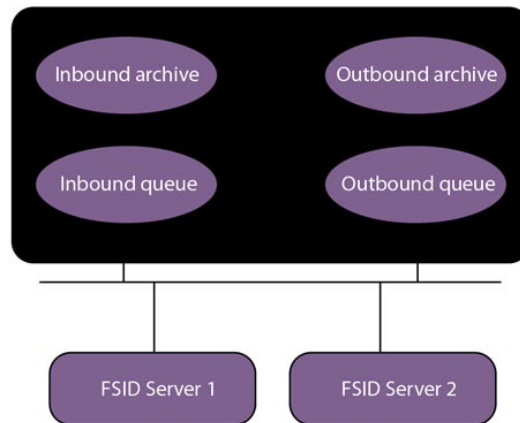 Inbound archive
Outbound archive
Inbound queue
Outbound queue
FSID Server 1
FSID Server 2